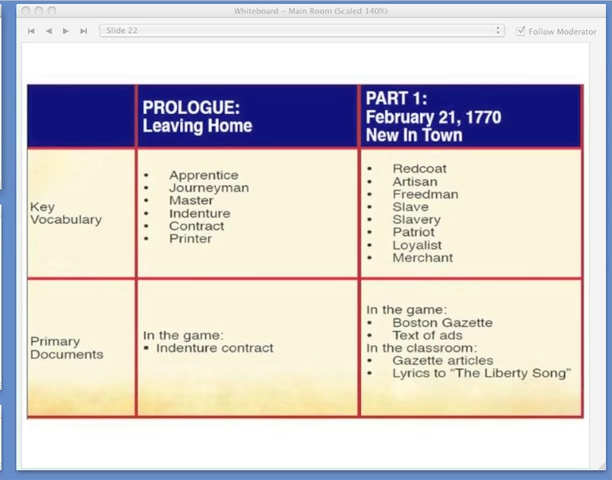 Whiteboard – Main Room (Scaled 140%)
Slide 22
Follow Moderator
PROLOGUE:
Leaving Home
PART 1:
February 21, 1770
New In Town
Key
Vocabulary
• Apprentice
• Journeyman
• Master
• Indenture
• Contract
• Printer
• Redcoat
• Artisan
• Freedman
• Slave
• Slavery
• Patriot
• Loyalist
• Merchant
Primary
Documents
In the game:
• Indenture contract
In the game:
• Boston Gazette
• Text of ads
In the classroom:
• Gazette articles
• Lyrics to “The Liberty Song”